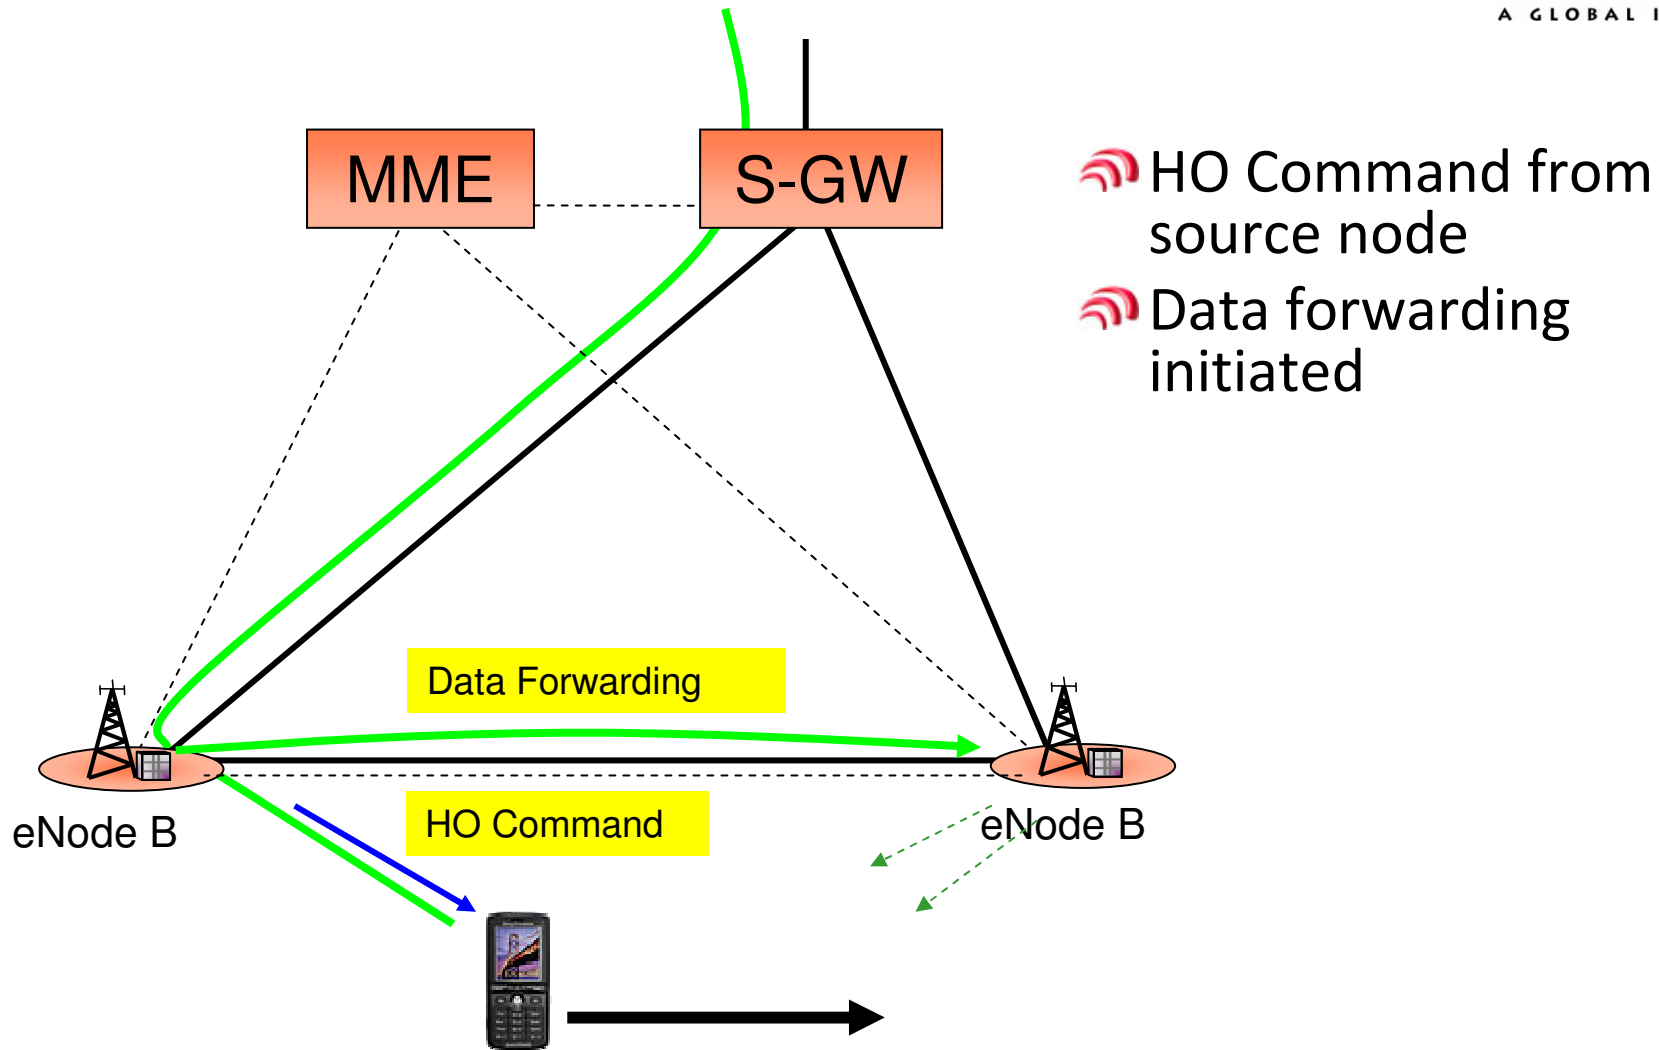 A GLOBAL I
MME
S-GW
HO Command from
source node
Data forwarding
initiated
Data Forwarding
HO Command
eNode B
eNode B